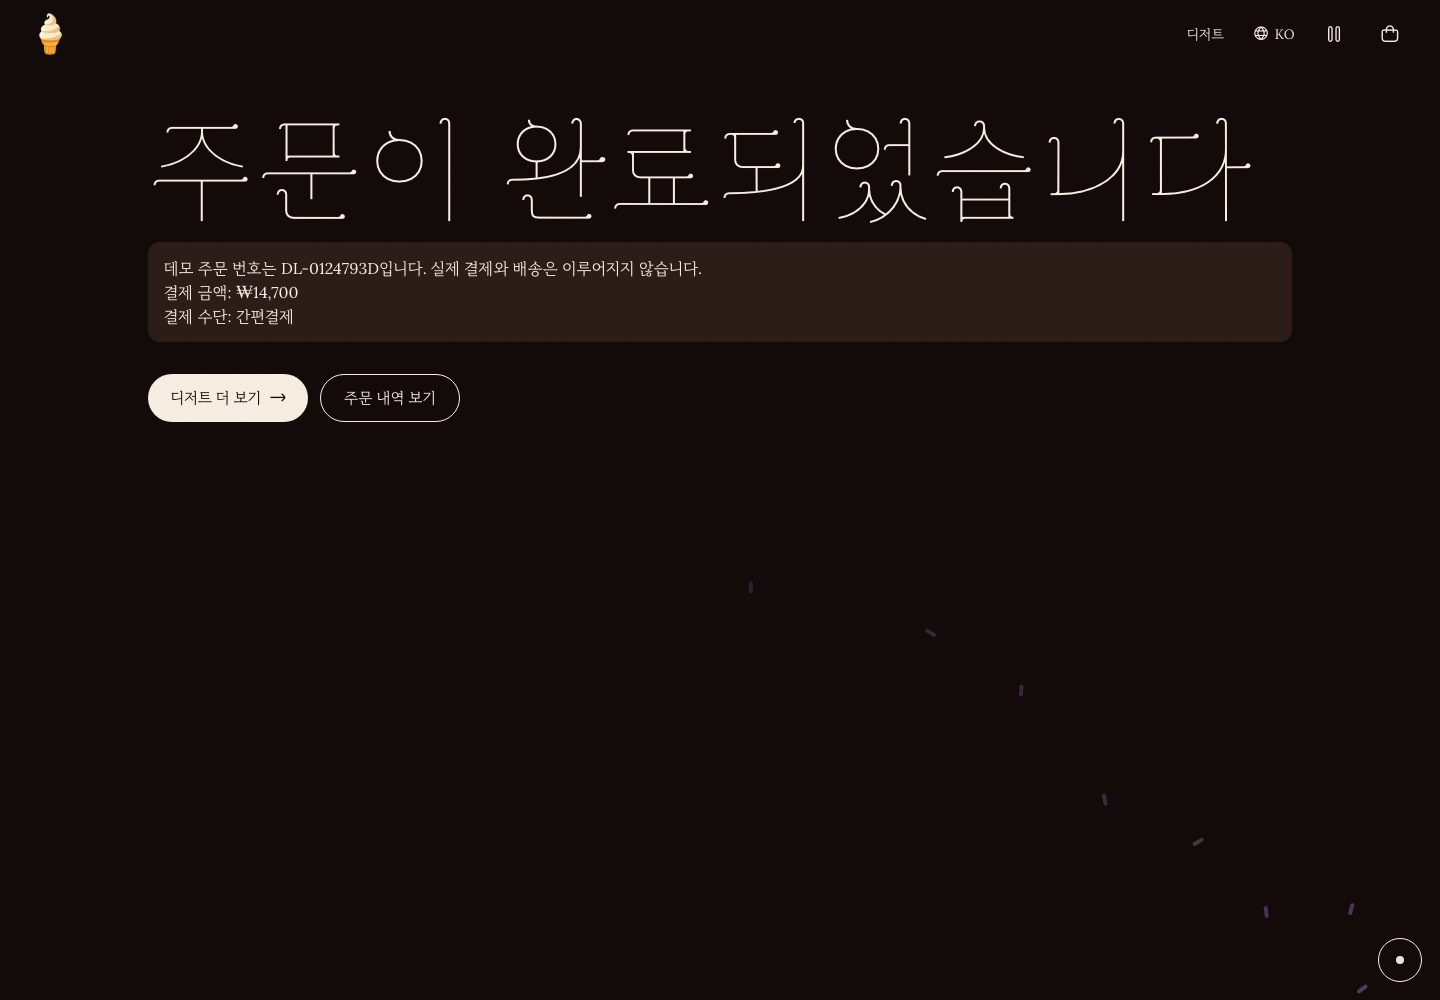 디저트
KO
주문이 완료되었습니다
데모 주문 번호는 DL-0124793D입니다. 실제 결제와 배송은 이루어지지 않습니다.
결제 금액: ₩14,700
결제 수단: 간편결제
디저트 더 보기 →
주문 내역 보기